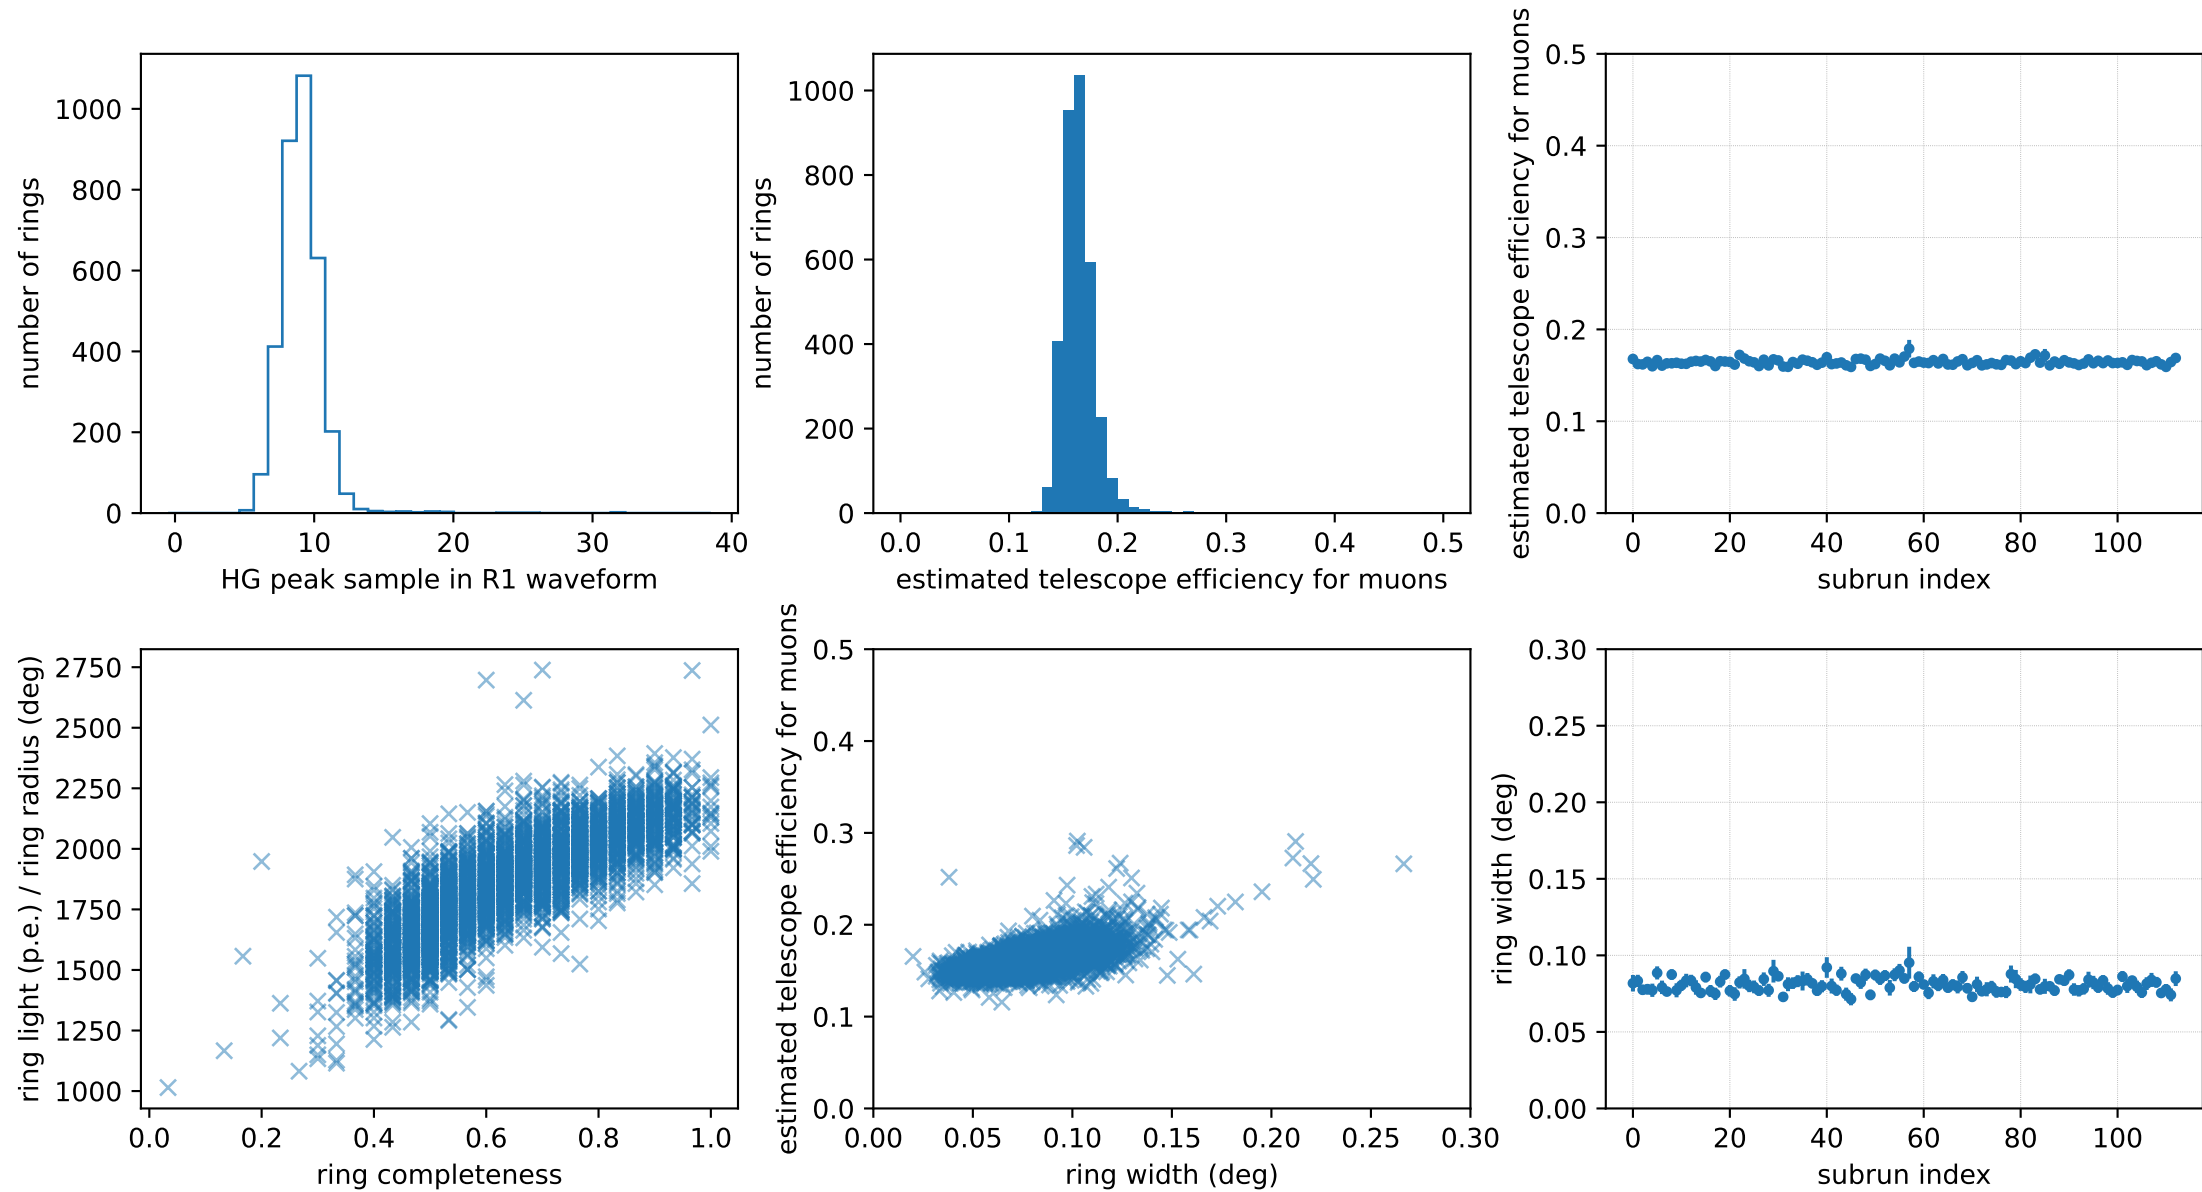 number of rings
1000
800
600
400
200
0
0 10 20 30 40
HG peak sample in R1 waveform
number of rings
1000
800
600
400
200
0
0.0 0.1 0.2 0.3 0.4 0.5
estimated telescope efficiency for muons
estimated telescope efficiency for muons
0.5
0.4
0.3
0.2
0.1
0.0
0 20 40 60 80 100
subrun index
ring light (p.e.) / ring radius (deg)
2750
2500
2250
2000
1750
1500
1250
1000
0.0 0.2 0.4 0.6 0.8 1.0
ring completeness
estimated telescope efficiency for muons
0.5
0.4
0.3
0.2
0.1
0.0
0.00 0.05 0.10 0.15 0.20 0.25 0.30
ring width (deg)
ring width (deg)
0.30
0.25
0.20
0.15
0.10
0.05
0.00
0 20 40 60 80 100
subrun index